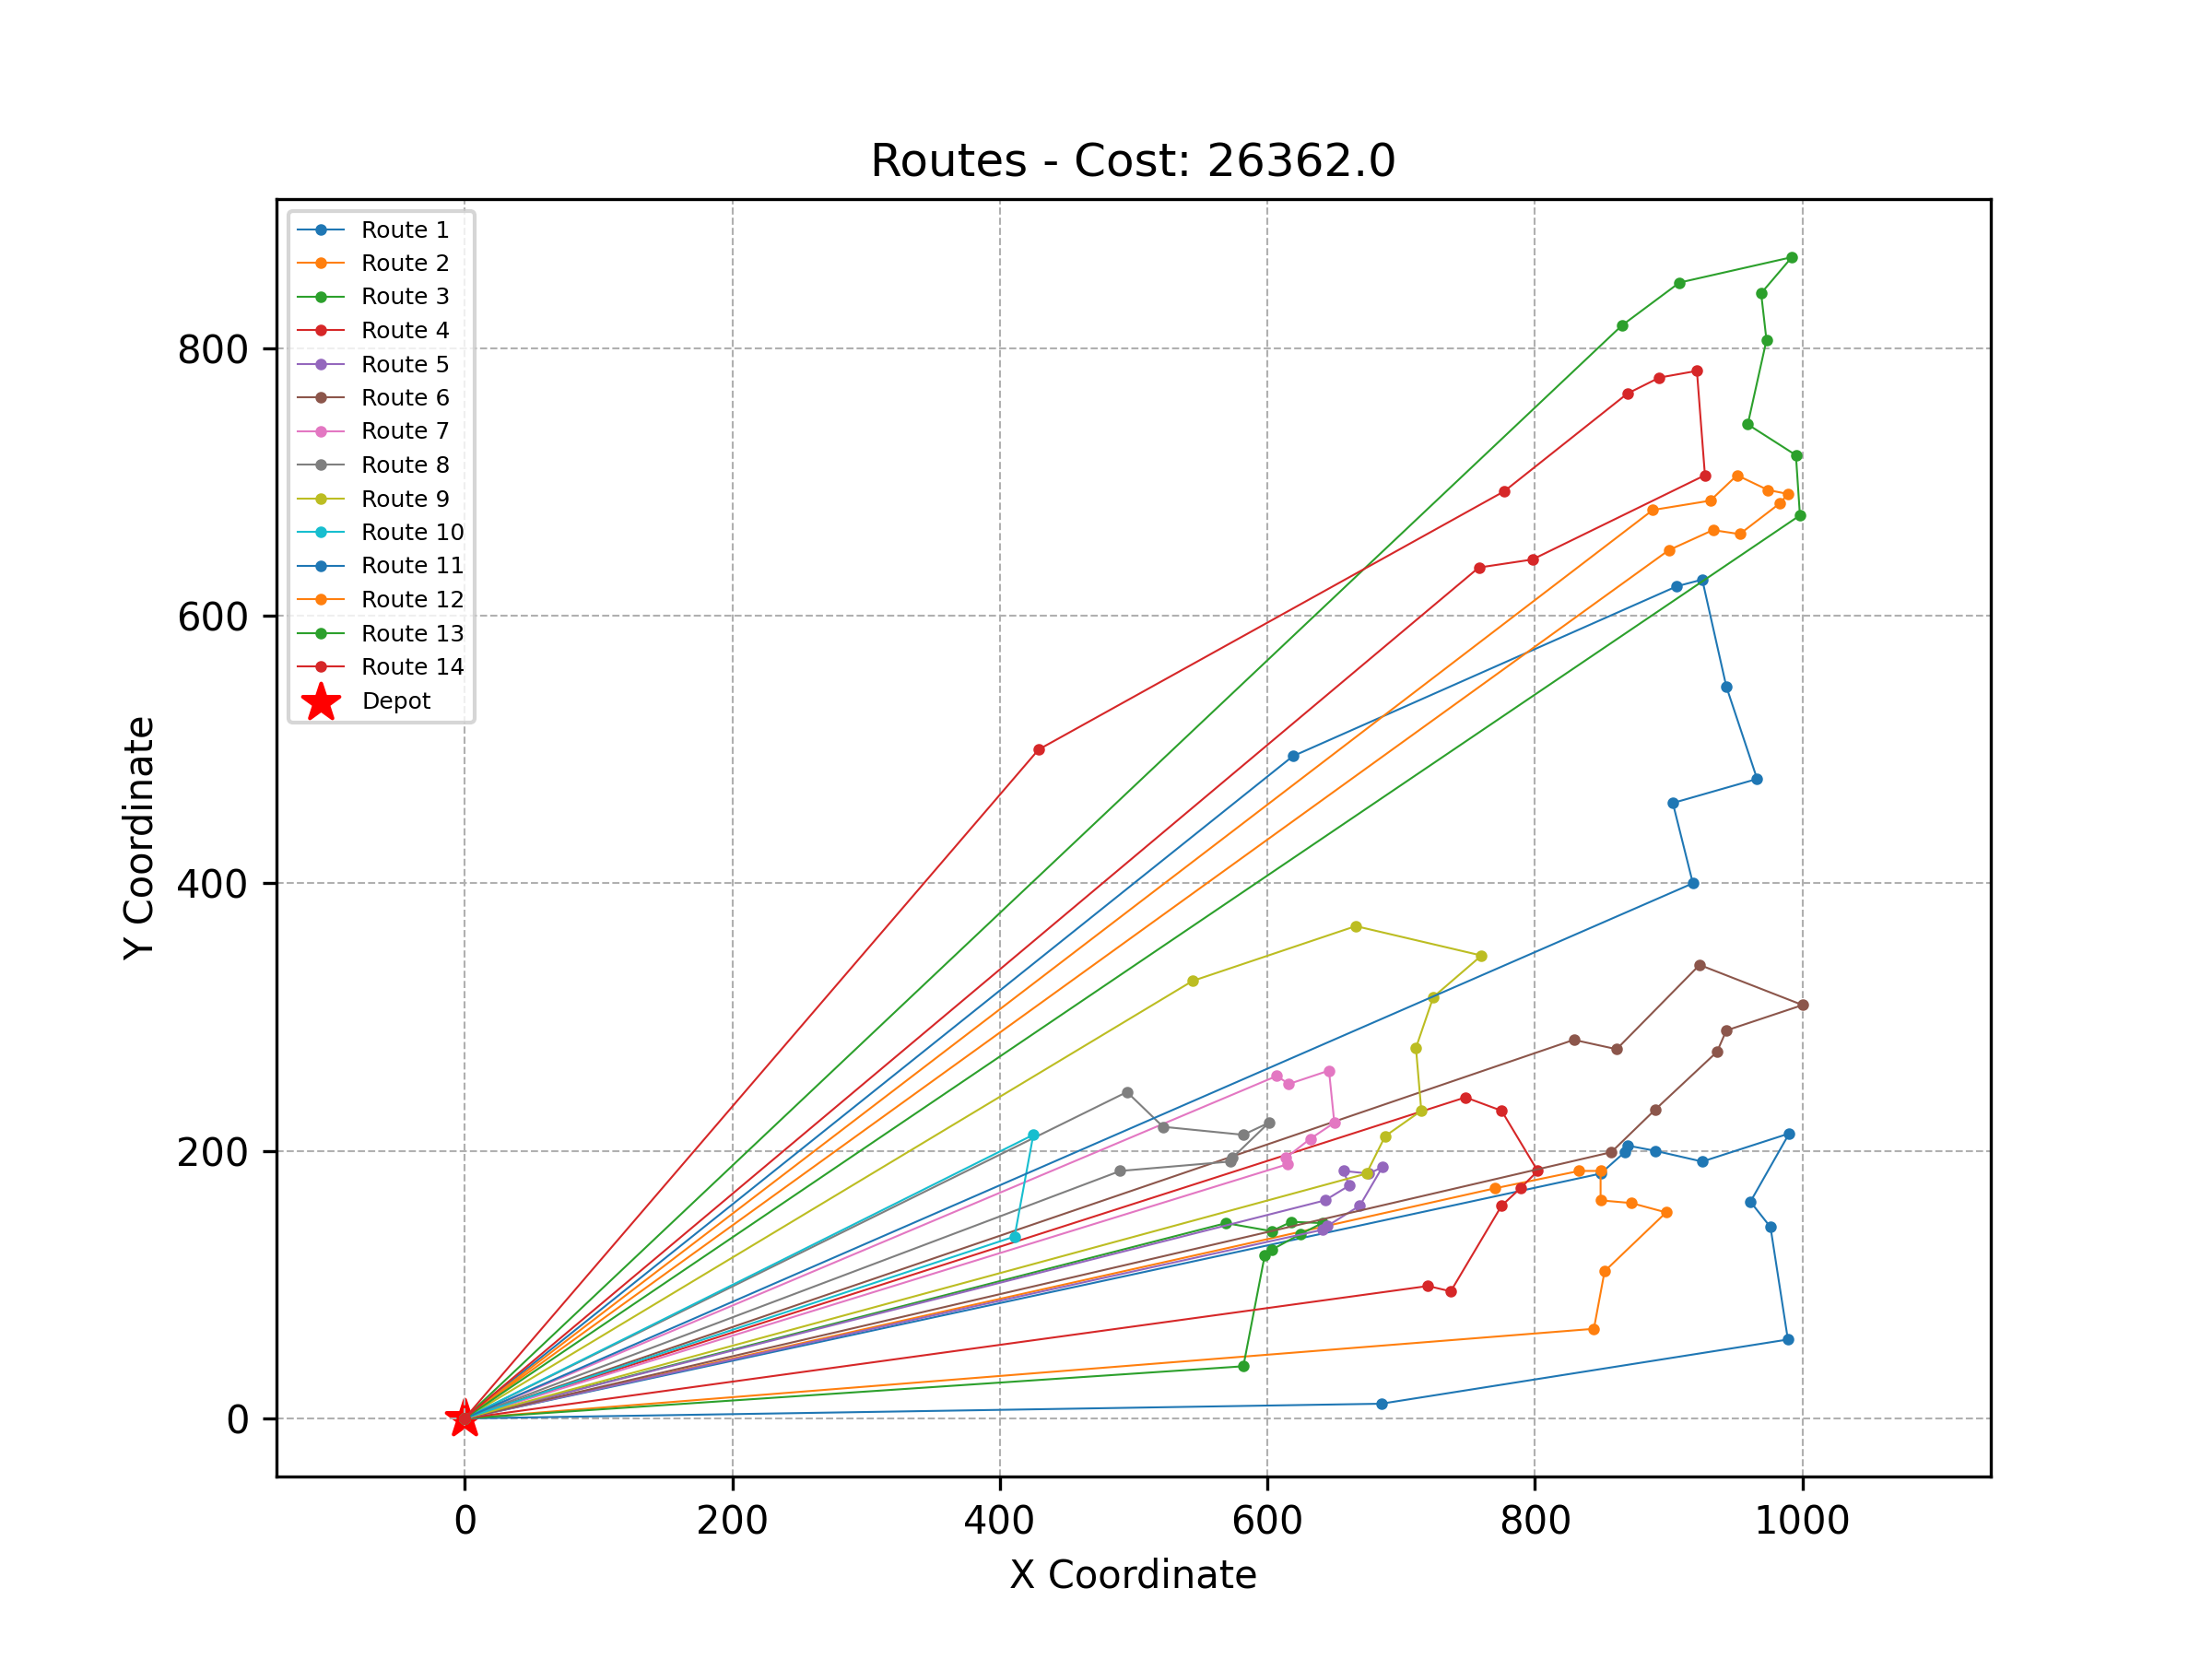 Routes - Cost: 26362.0
Route 1
Route 2
Route 3
Route 4
Route 5
Route 6
Route 7
Route 8
Route 9
Route 10
Route 11
Route 12
Route 13
Route 14
Depot
800
600
400
200
0
Y Coordinate
0 200 400 600 800 1000
X Coordinate